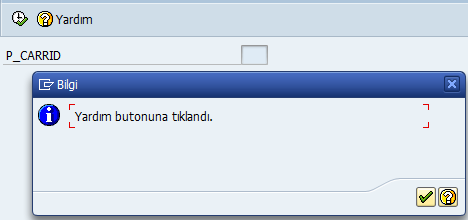 Yardım
P_CARRID
Bilgi
Yardım butonuna tıklandı.